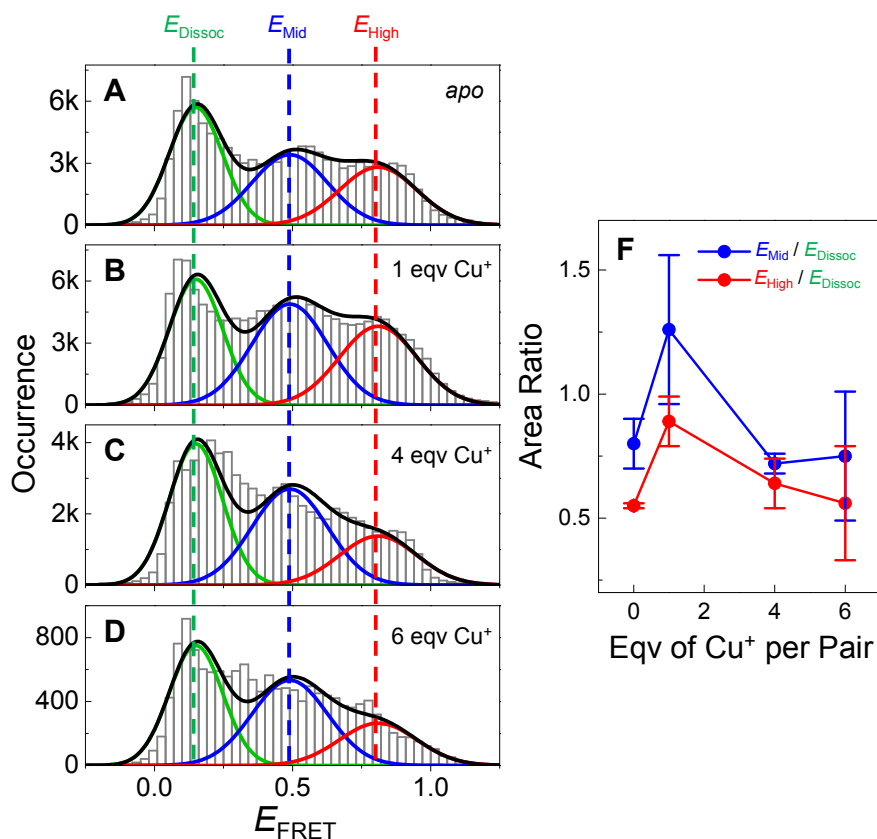 E_Dissoc E_Mid E_High
A
apo
6k
3k
0
B
1 eqv Cu⁺
6k
3k
0
C
4 eqv Cu⁺
4k
2k
0
D
6 eqv Cu⁺
800
400
0
0.0 0.5 1.0
E_FRET
Occurrence
F
E_Mid / E_Dissoc
E_High / E_Dissoc
1.5
1.0
0.5
0 2 4 6
Eqv of Cu⁺ per Pair
Area Ratio